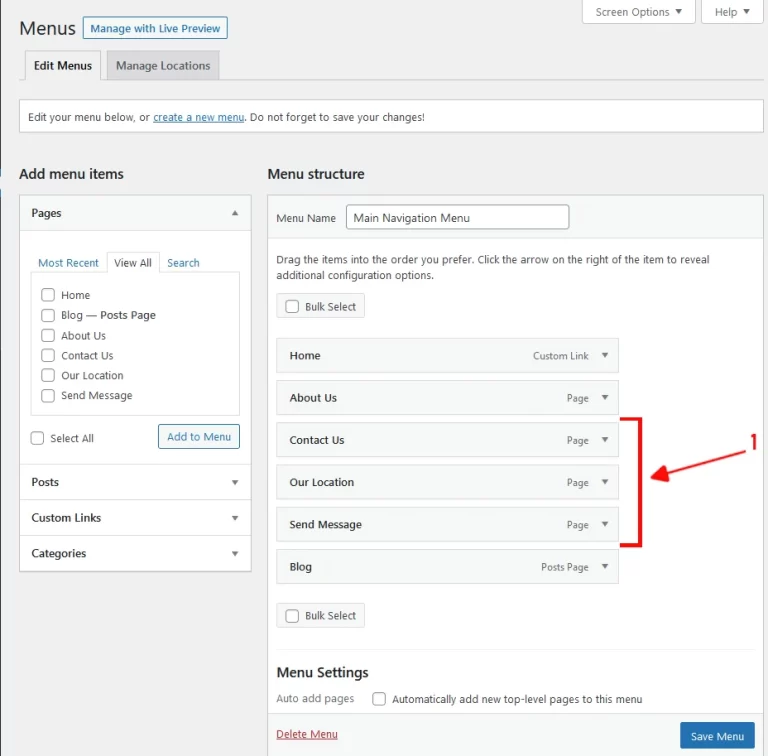 Screen Options
Help
Menus
Manage with Live Preview
Edit Menus
Manage Locations
Edit your menu below, or create a new menu. Do not forget to save your changes!
Add menu items
Pages
Most Recent
View All
Search
Home
Blog — Posts Page
About Us
Contact Us
Our Location
Send Message
Select All
Add to Menu
Posts
Custom Links
Categories
Menu structure
Menu Name
Main Navigation Menu
Drag the items into the order you prefer. Click the arrow on the right of the item to reveal
additional configuration options.
Bulk Select
Home Custom Link
About Us Page
Contact Us Page
Our Location Page
Send Message Page
Blog Posts Page
1
Bulk Select
Menu Settings
Auto add pages
Automatically add new top-level pages to this menu
Delete Menu
Save Menu